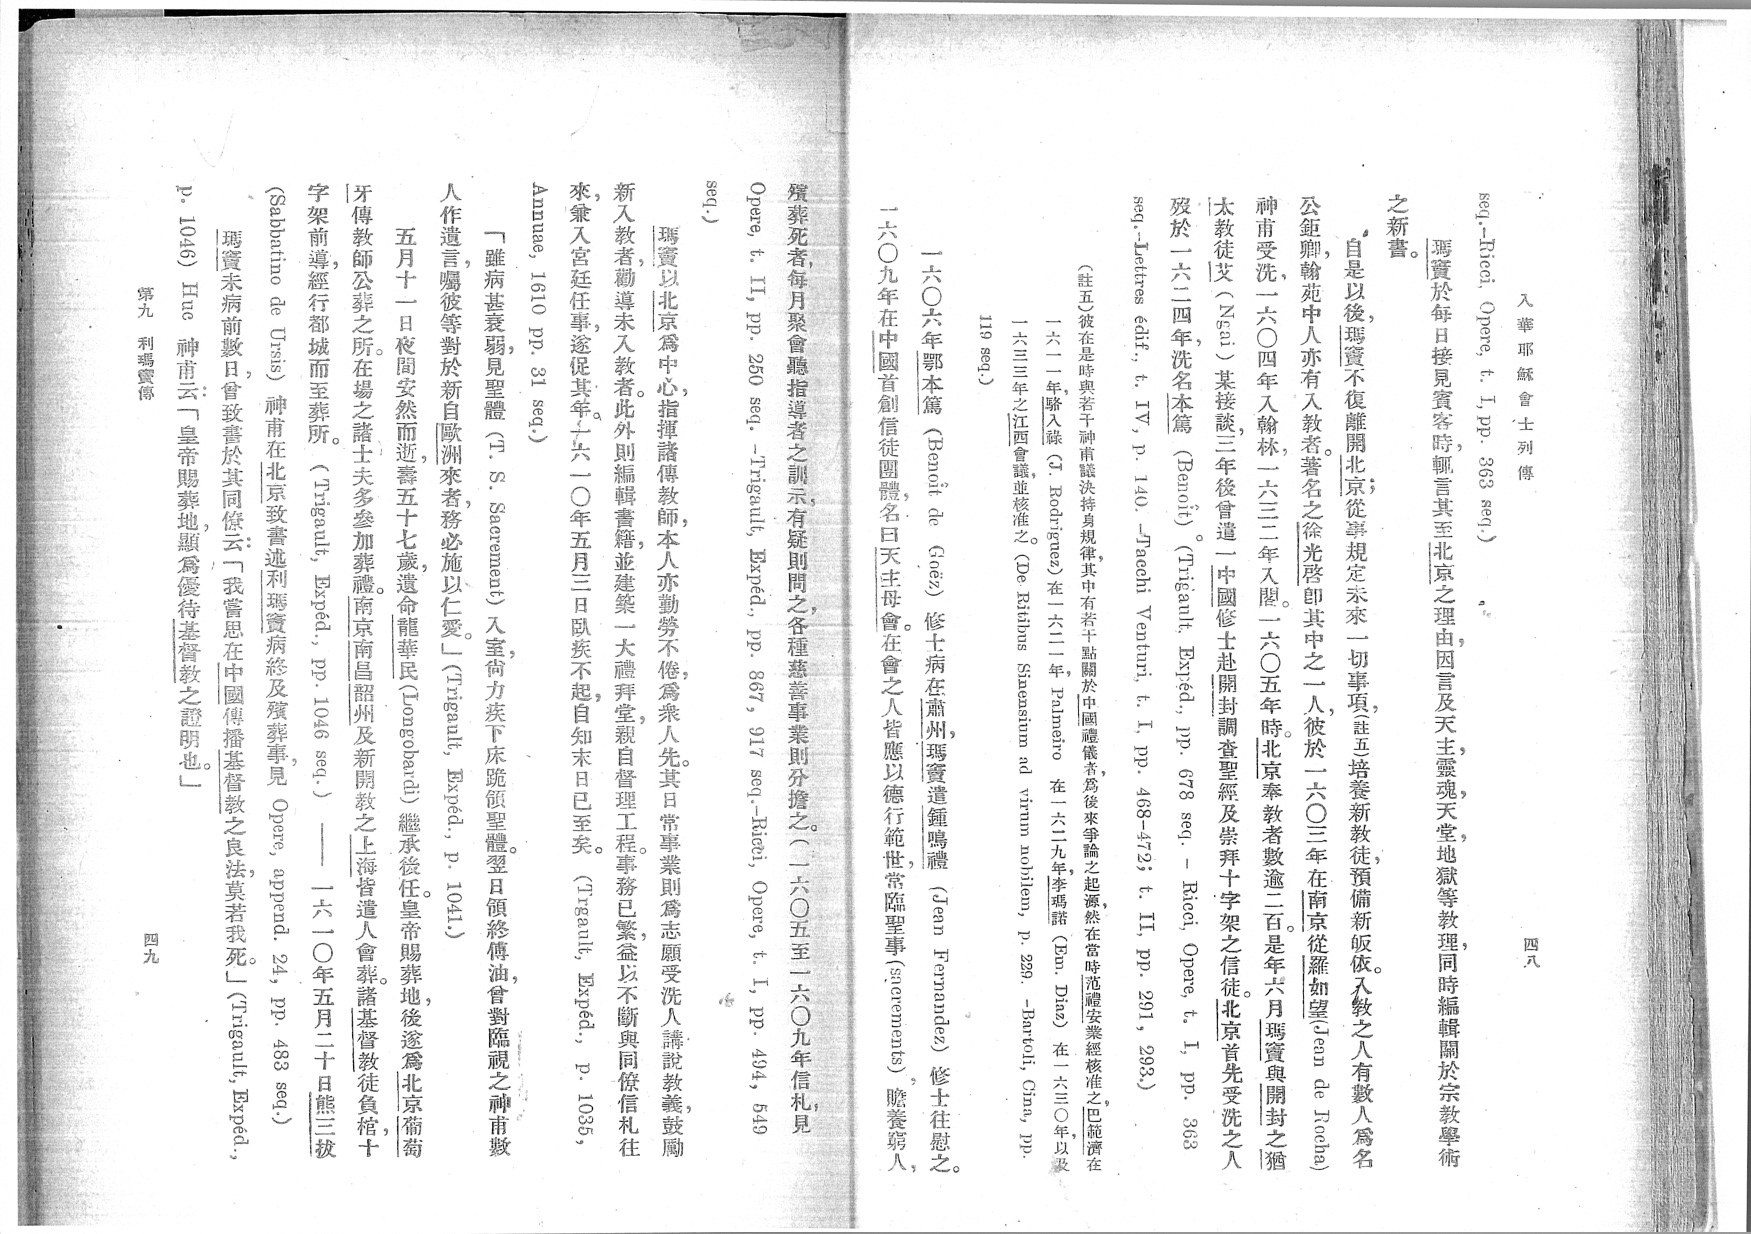 入華耶穌會士列傳
四八
seq.—Ricci, Opere, t. I, pp. 363 seq.)
瑪竇於每日接見賓客時,輒言其至北京之理由,因言及天主,靈魂,天堂,地獄等教理,同時編輯關於宗教學術
之新書。
自是以後,瑪竇不復離開北京;從事規定未來一切事項,(註五)培養新教徒,預備新皈依。入教之人有數人爲名
公鉅卿,翰苑中人亦有入教者。著名之徐光啓卽其中之一人,彼於一六〇三年在南京從羅如望(Jean de Rocha)
神甫受洗,一六〇四年入翰林,一六三二年入閣。一六〇五年時。北京奉教者數逾二百。是年六月瑪竇與開封之猶
太教徒艾(Ngai)某接談,三年後曾遣一中國修士赴開封調查聖經及崇拜十字架之信徒。北京首先受洗之人
歿於一六二四年,洗名本篤(Benoît)。(Trigault, Expéd., pp. 678 seq. — Ricci, Opere, t. I, pp. 363
seq.—Lettres édif., t. IV, p. 140. —Tacchi Venturi, t. I, pp. 468–472; t. II, pp. 291, 293.)
(註五)彼在是時與若干神甫議決持身規律,其中有若干點關於中國禮儀者,爲後來爭論之起源,然在當時范禮安業經核准之,巴範濟在
一六一一年,駱入祿(J. Rodriguez)在一六二一年,Palmeiro 在一六二九年,李瑪諾(Em. Diaz)在一六三〇年,以及
一六三三年之江西會議,並核准之。(De Ritibus Sinensium ad virum nobilem, p. 229. —Bartoli, Cina, pp.
119 seq.)
一六〇六年鄂本篤(Benoît de Goëz)修士病在肅州,瑪竇遣鍾鳴禮(Jean Fernandez)修士往慰之。
一六〇九年在中國首創信徒團體,名曰天主母會。在會之人皆應以德行範世,常臨聖事(sacrements),贍養窮人,
殯葬死者,每月聚會聽指導者之訓示,有疑則問之,各種慈善事業則分擔之。(一六〇五至一六〇九年信札,見
Opere, t. II, pp. 250 seq. —Trigault, Expéd., pp. 867, 917 seq.—Ricci, Opere, t. I, pp. 494, 549
seq.)
瑪竇以北京爲中心,指揮諸傳教師,本人亦勤勞不倦,爲衆人先。其日常事業則爲志願受洗人講說教義,鼓勵
新入教者,勸導未入教者。此外則編輯書籍,並建築一大禮拜堂,親自督理工程。事務已繁,益以不斷與同僚信札往
來,兼入宮廷任事,遂促其年。一六一〇年五月三日臥疾不起,自知末日已至矣。(Trgault, Expéd., p. 1035,
Annuae, 1610 pp. 31 seq.)
「雖病甚衰弱,見聖體(T. S. Sacrement)入室,尙力疾下床跪領聖體。翌日領終傅油,曾對臨視之神甫數
人作遺言,囑彼等對於新自歐洲來者,務必施以仁愛。」(Trigault, Expéd., p. 1041.)
五月十一日夜間安然而逝,壽五十七歲,遺命龍華民(Longobardi)繼承後任。皇帝賜葬地,後遂爲北京葡萄
牙傳教師公葬之所。在場之諸士夫多參加葬禮。南京南昌韶州及新開教之上海皆遣人會葬。諸基督教徒負棺,十
字架前導,經行都城而至葬所。(Trigault, Expéd., pp. 1046 seq.) —— 一六一〇年五月二十日熊三拔
(Sabbatino de Ursis)神甫在北京致書述利瑪竇病終及殯葬事,見 Opere, append. 24, pp. 483 seq.)
瑪竇未病前數日,曾致書於其同僚云:「我嘗思在中國傳播基督教之良法,莫若我死。」(Trigault, Expéd.,
p. 1046) Huc 神甫云:「皇帝賜葬地,顯爲優待基督教之證明也。」
第九 利瑪竇傳
四九